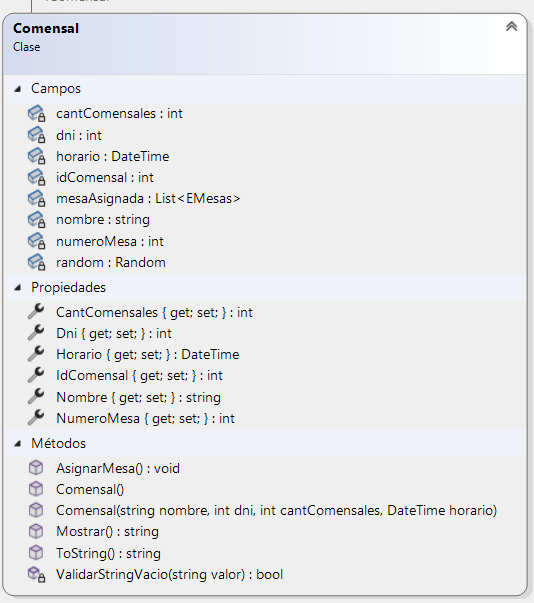 Comensal
Clase
Campos
cantComensales : int
dni : int
horario : DateTime
idComensal : int
mesaAsignada : List<EMesas>
nombre : string
numeroMesa : int
random : Random
Propiedades
CantComensales { get; set; } : int
Dni { get; set; } : int
Horario { get; set; } : DateTime
IdComensal { get; set; } : int
Nombre { get; set; } : string
NumeroMesa { get; set; } : int
Métodos
AsignarMesa() : void
Comensal()
Comensal(string nombre, int dni, int cantComensales, DateTime horario)
Mostrar() : string
ToString() : string
ValidarStringVacio(string valor) : bool